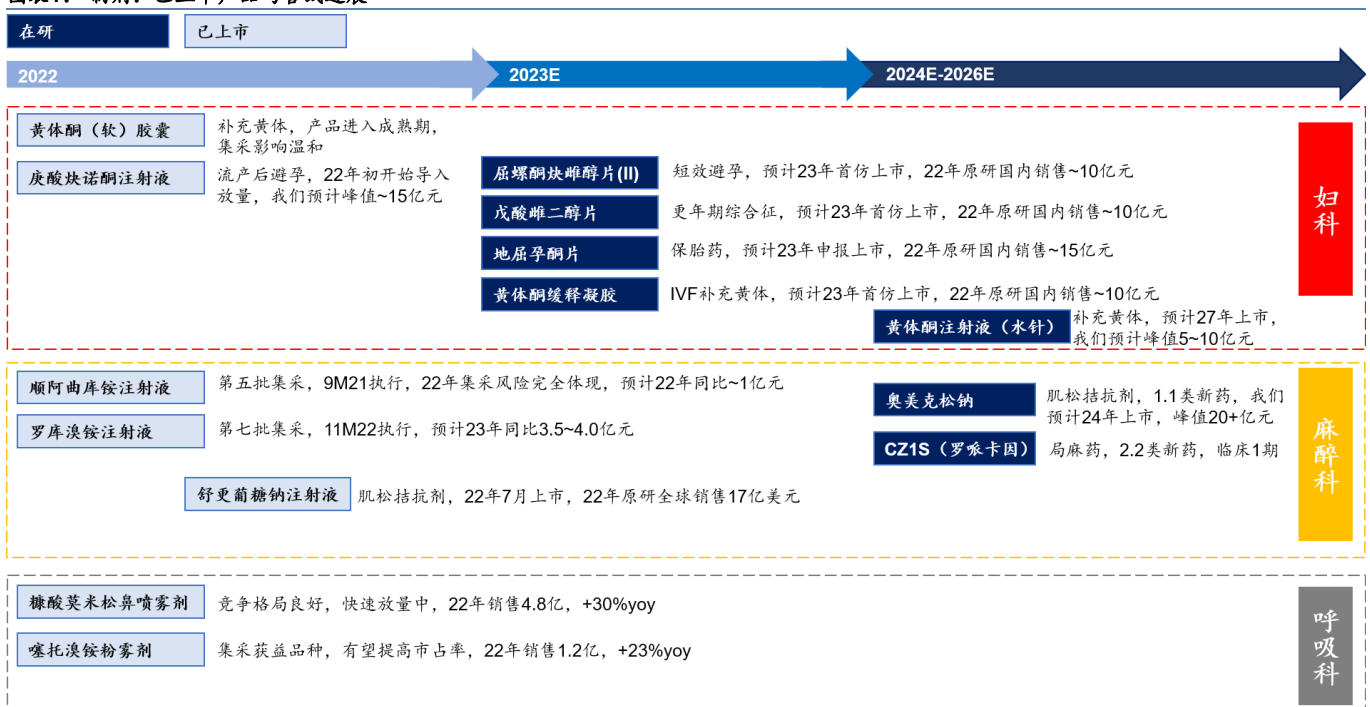 在研
已上市
2022
2023E
2024E-2026E
黄体酮（软）胶囊
补充黄体，产品进入成熟期，
集采影响温和
庚酸炔诺酮注射液
流产后避孕，22年初开始导入
放量，我们预计峰值~15亿元
屈螺酮炔雌醇片(II)
短效避孕，预计23年首仿上市，22年原研国内销售~10亿元
戊酸雌二醇片
更年期综合征，预计23年首仿上市，22年原研国内销售~10亿元
地屈孕酮片
保胎药，预计23年申报上市，22年原研国内销售~15亿元
黄体酮缓释凝胶
IVF补充黄体，预计23年首仿上市，22年原研国内销售~10亿元
黄体酮注射液（水针）
补充黄体，预计27年上市，
我们预计峰值5~10亿元
妇科
顺阿曲库铵注射液
第五批集采，9M21执行，22年集采风险完全体现，预计22年同比~1亿元
罗库溴铵注射液
第七批集采，11M22执行，预计23年同比3.5~4.0亿元
舒更葡糖钠注射液
肌松拮抗剂，22年7月上市，22年原研全球销售17亿美元
奥美克松钠
肌松拮抗剂，1.1类新药，我们
预计24年上市，峰值20+亿元
CZ1S（罗哌卡因）
局麻药，2.2类新药，临床1期
麻醉科
糠酸莫米松鼻喷雾剂
竞争格局良好，快速放量中，22年销售4.8亿，+30%yoy
噻托溴铵粉雾剂
集采获益品种，有望提高市占率，22年销售1.2亿，+23%yoy
呼吸科